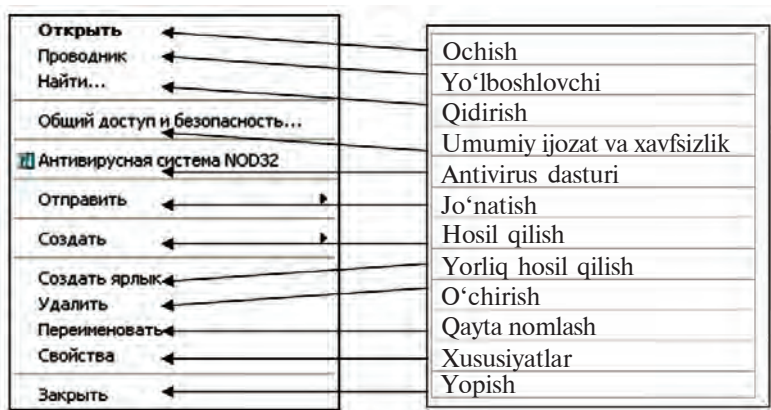 Открыть
Проводник
Найти...
Общий доступ и безопасность...
Антивирусная система NOD32
Отправить
Создать
Создать ярлык
Удалить
Переименовать
Свойства
Закрыть
Ochish
Yo‘lboshlovchi
Qidirish
Umumiy ijozat va xavfsizlik
Antivirus dasturi
Jo‘natish
Hosil qilish
Yorliq hosil qilish
O‘chirish
Qayta nomlash
Xususiyatlar
Yopish